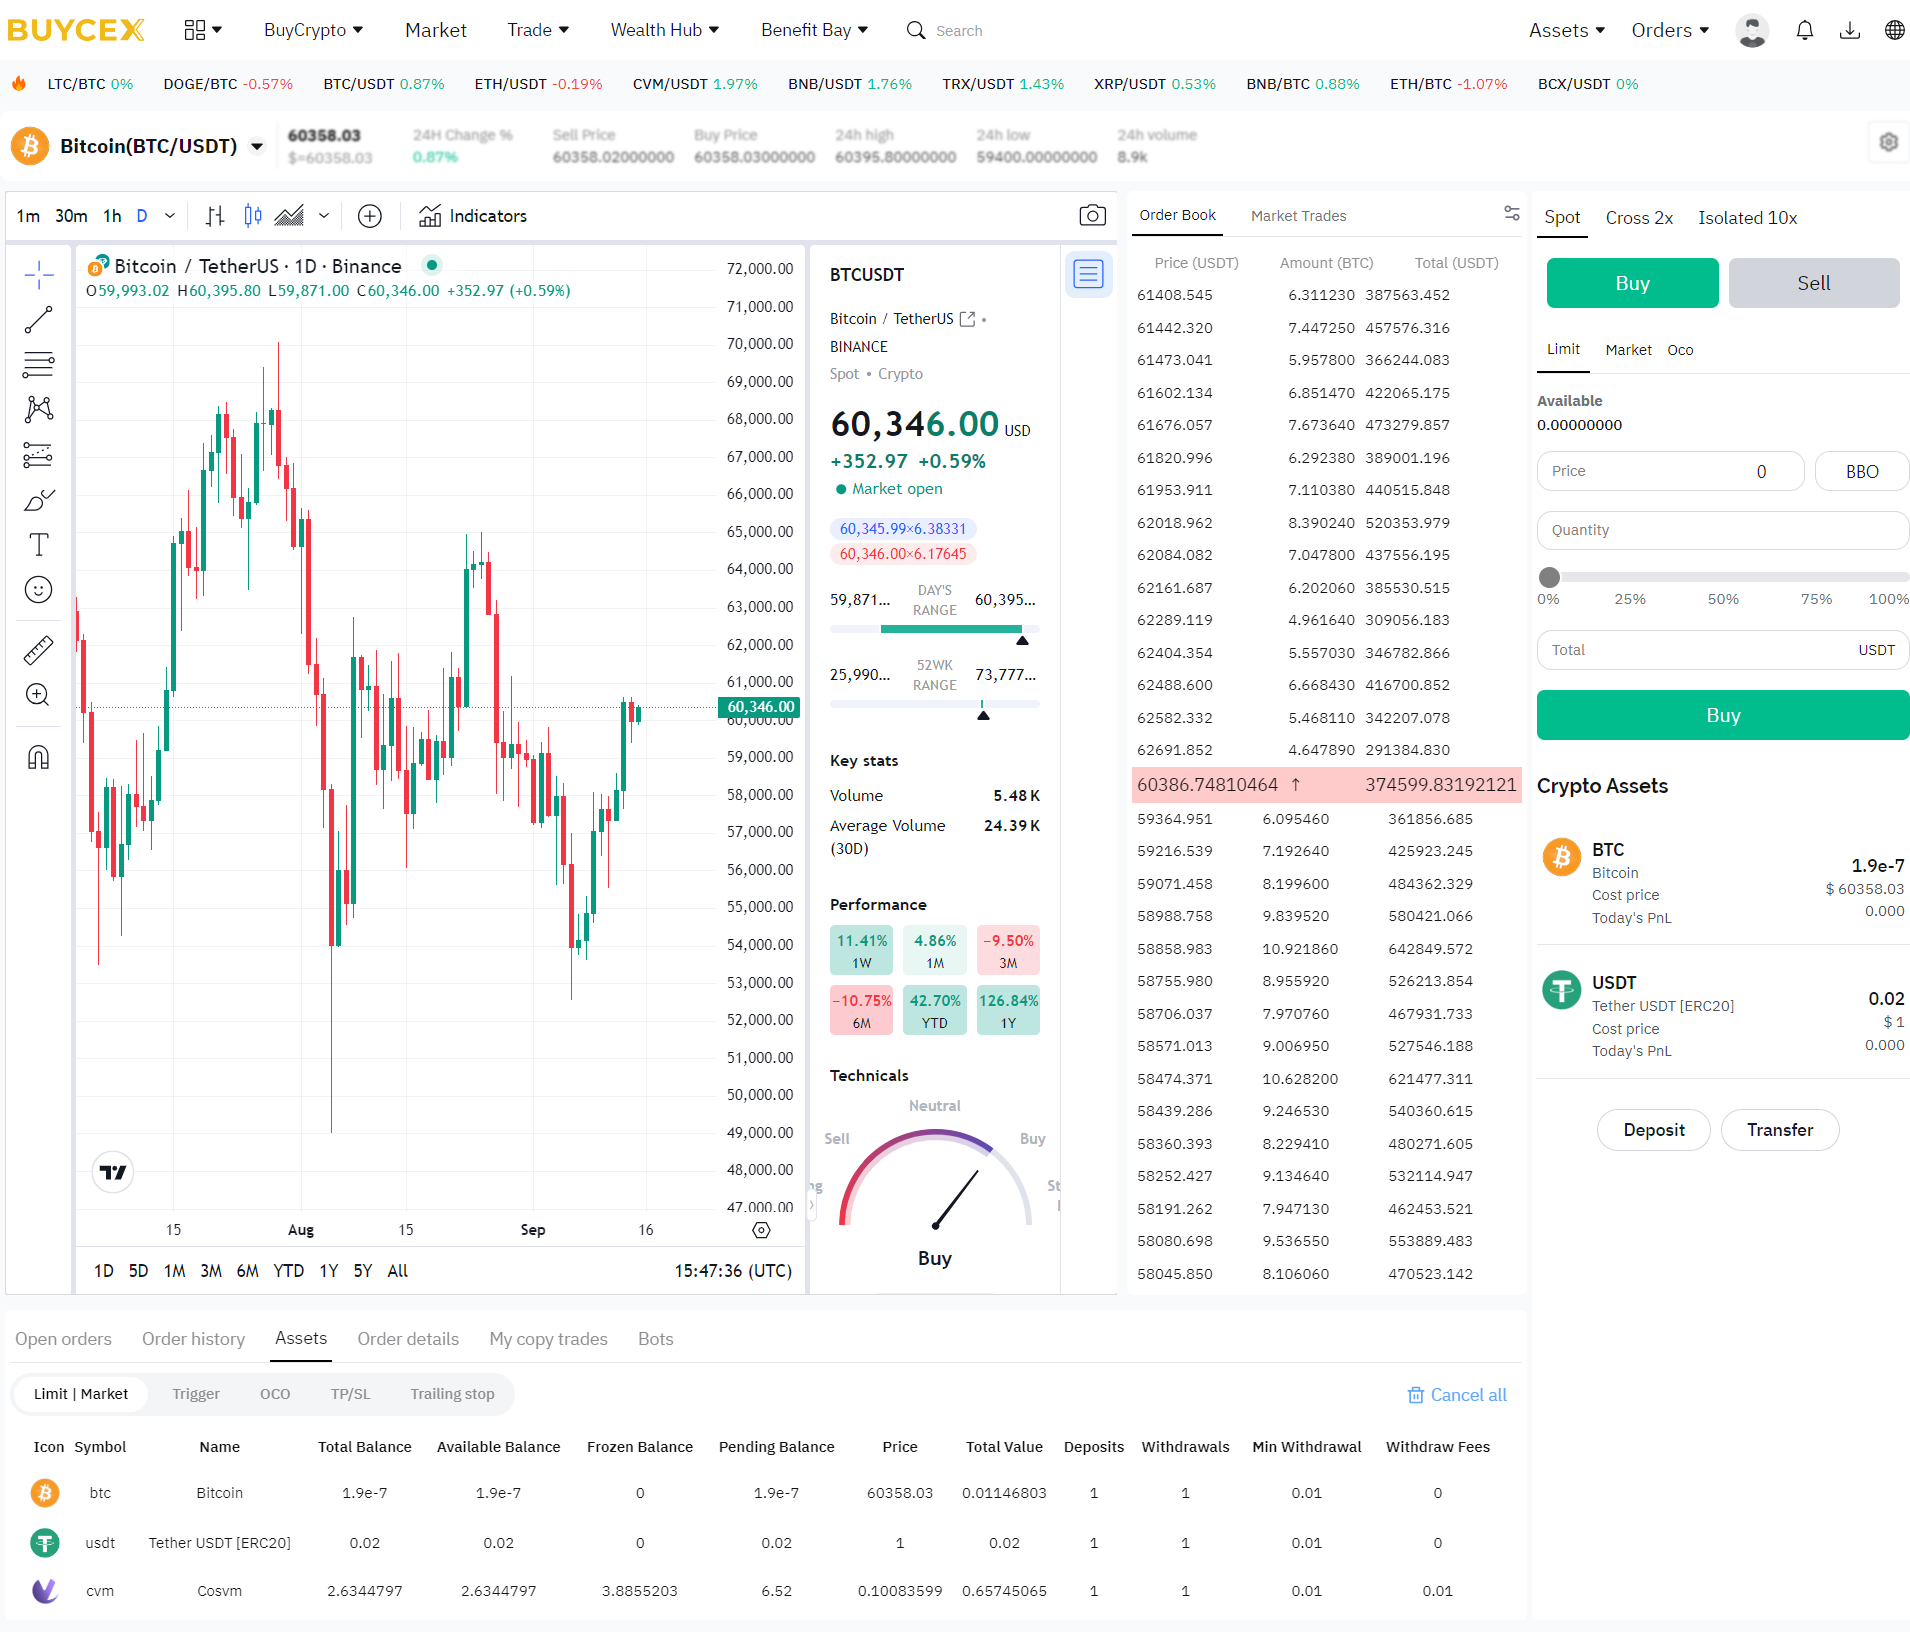 BUYCEX BuyCrypto Market Trade Wealth Hub Benefit Bay Search Assets Orders
LTC/BTC 0% DOGE/BTC -0.57% BTC/USDT 0.87% ETH/USDT -0.19% CVM/USDT 1.97% BNB/USDT 1.76% TRX/USDT 1.43% XRP/USDT 0.53% BNB/BTC 0.88% ETH/BTC -1.07% BCX/USDT 0%
Bitcoin(BTC/USDT)
60358.03 24H Change % Sell Price Buy Price 24h high 24h low 24h volume
$=60358.03 0.87% 60358.02000000 60358.03000000 60395.80000000 59400.00000000 8.9k
1m 30m 1h D Indicators
Bitcoin / TetherUS · 1D · Binance
O59,993.02 H60,395.80 L59,871.00 C60,346.00 +352.97 (+0.59%)
72,000.00
71,000.00
70,000.00
69,000.00
68,000.00
67,000.00
66,000.00
65,000.00
64,000.00
63,000.00
62,000.00
61,000.00
60,346.00
60,000.00
59,000.00
58,000.00
57,000.00
56,000.00
55,000.00
54,000.00
53,000.00
52,000.00
51,000.00
50,000.00
49,000.00
48,000.00
47,000.00
15 Aug 15 Sep 16
1D 5D 1M 3M 6M YTD 1Y 5Y All 15:47:36 (UTC)
BTCUSDT
Bitcoin / TetherUS •
BINANCE
Spot • Crypto
60,346.00 USD
+352.97 +0.59%
Market open
60,345.99×6.38331
60,346.00×6.17645
59,871... DAY'S RANGE 60,395...
25,990... 52WK RANGE 73,777...
Key stats
Volume 5.48 K
Average Volume (30D) 24.39 K
Performance
11.41% 4.86% −9.50%
1W 1M 3M
−10.75% 42.70% 126.84%
6M YTD 1Y
Technicals
Neutral
Sell Buy
ng St
Buy
Order Book Market Trades
Price (USDT) Amount (BTC) Total (USDT)
61408.545 6.311230 387563.452
61442.320 7.447250 457576.316
61473.041 5.957800 366244.083
61602.134 6.851470 422065.175
61676.057 7.673640 473279.857
61820.996 6.292380 389001.196
61953.911 7.110380 440515.848
62018.962 8.390240 520353.979
62084.082 7.047800 437556.195
62161.687 6.202060 385530.515
62289.119 4.961640 309056.183
62404.354 5.557030 346782.866
62488.600 6.668430 416700.852
62582.332 5.468110 342207.078
62691.852 4.647890 291384.830
60386.74810464 ↑ 374599.83192121
59364.951 6.095460 361856.685
59216.539 7.192640 425923.245
59071.458 8.199600 484362.329
58988.758 9.839520 580421.066
58858.983 10.921860 642849.572
58755.980 8.955920 526213.854
58706.037 7.970760 467931.733
58571.013 9.006950 527546.188
58474.371 10.628200 621477.311
58439.286 9.246530 540360.615
58360.393 8.229410 480271.605
58252.427 9.134640 532114.947
58191.262 7.947130 462453.521
58080.698 9.536550 553889.483
58045.850 8.106060 470523.142
Spot Cross 2x Isolated 10x
Buy Sell
Limit Market Oco
Available
0.00000000
Price 0 BBO
Quantity
0% 25% 50% 75% 100%
Total USDT
Buy
Crypto Assets
BTC
Bitcoin 1.9e-7
Cost price $ 60358.03
Today's PnL 0.000
USDT
Tether USDT [ERC20] 0.02
Cost price $ 1
Today's PnL 0.000
Deposit Transfer
Open orders Order history Assets Order details My copy trades Bots
Limit | Market Trigger OCO TP/SL Trailing stop Cancel all
Icon Symbol Name Total Balance Available Balance Frozen Balance Pending Balance Price Total Value Deposits Withdrawals Min Withdrawal Withdraw Fees
btc Bitcoin 1.9e-7 1.9e-7 0 1.9e-7 60358.03 0.01146803 1 1 0.01 0
usdt Tether USDT [ERC20] 0.02 0.02 0 0.02 1 0.02 1 1 0.01 0
cvm Cosvm 2.6344797 2.6344797 3.8855203 6.52 0.10083599 0.65745065 1 1 0.01 0.01